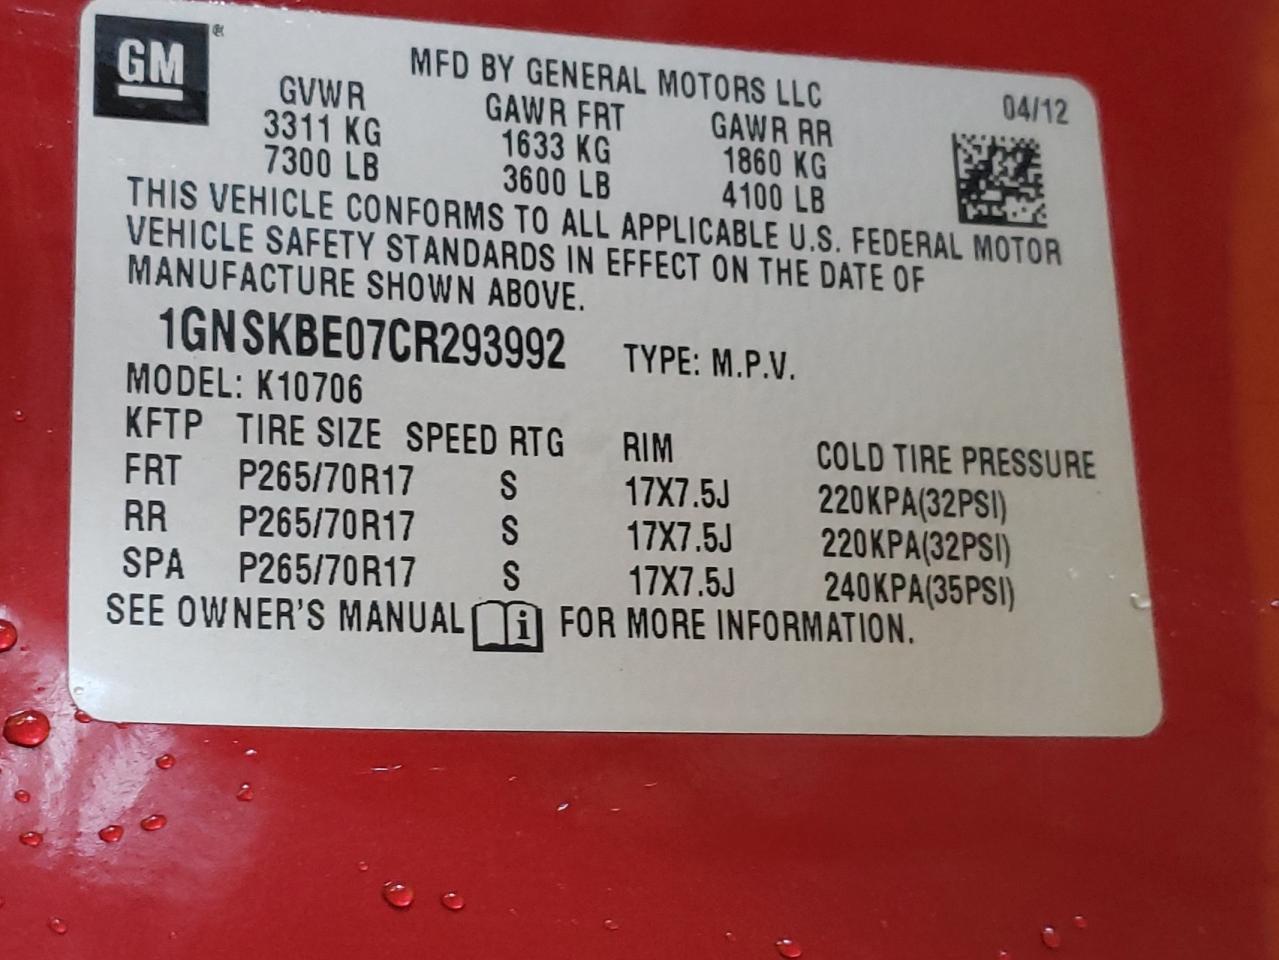 GM®
MFD BY GENERAL MOTORS LLC
04/12
GVWR GAWR FRT GAWR RR
3311 KG 1633 KG 1860 KG
7300 LB 3600 LB 4100 LB
THIS VEHICLE CONFORMS TO ALL APPLICABLE U.S. FEDERAL MOTOR
VEHICLE SAFETY STANDARDS IN EFFECT ON THE DATE OF
MANUFACTURE SHOWN ABOVE.
1GNSKBE07CR293992 TYPE: M.P.V.
MODEL: K10706
KFTP TIRE SIZE SPEED RTG RIM COLD TIRE PRESSURE
FRT P265/70R17 S 17X7.5J 220KPA(32PSI)
RR P265/70R17 S 17X7.5J 220KPA(32PSI)
SPA P265/70R17 S 17X7.5J 240KPA(35PSI)
SEE OWNER'S MANUAL i FOR MORE INFORMATION.